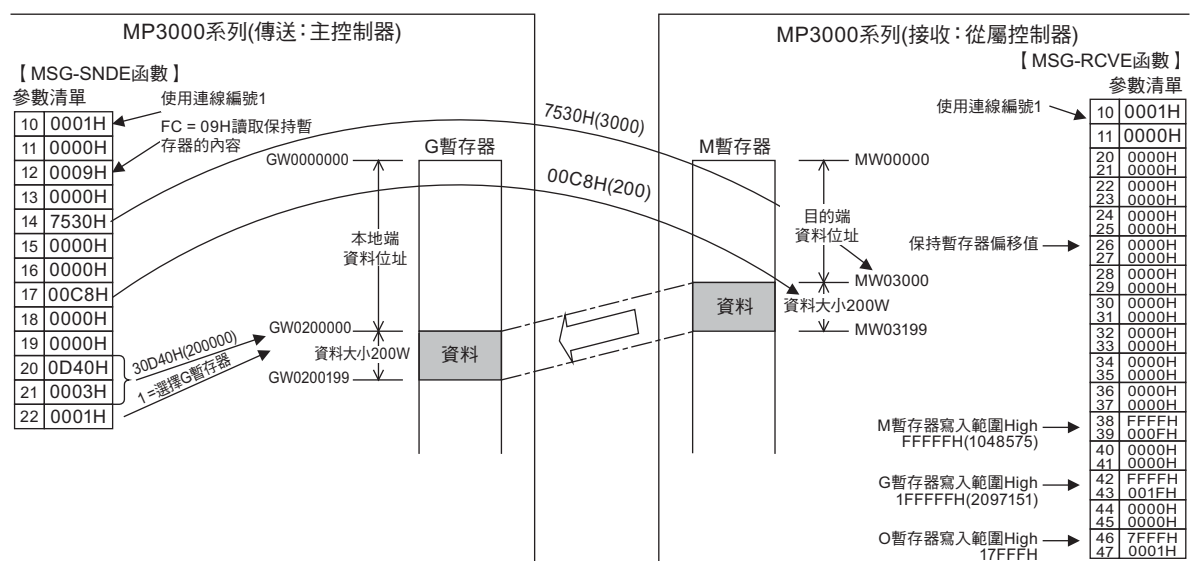 MP3000系列(傳送：主控制器)
【MSG-SNDE函數】
參數清單
10 0001H
11 0000H
12 0009H
13 0000H
14 7530H
15 0000H
16 0000H
17 00C8H
18 0000H
19 0000H
20 0D40H
21 0003H
22 0001H
使用連線編號1
FC = 09H讀取保持暫
存器的內容
30D40H(200000)
1 =選擇G暫存器
G暫存器
GW0000000
本地端
資料位址
GW0200000
資料大小200W
GW0200199
資料
7530H(3000)
00C8H(200)
MP3000系列(接收：從屬控制器)
M暫存器
MW00000
目的端
資料位址
MW03000
資料
資料大小200W
MW03199
【MSG-RCVE函數】
參數清單
使用連線編號1
保持暫存器偏移值
M暫存器寫入範圍High
FFFFFH(1048575)
G暫存器寫入範圍High
1FFFFFH(2097151)
O暫存器寫入範圍High
17FFFH
10 0001H
11 0000H
20 0000H
21 0000H
22 0000H
23 0000H
24 0000H
25 0000H
26 0000H
27 0000H
28 0000H
29 0000H
30 0000H
31 0000H
32 0000H
33 0000H
34 0000H
35 0000H
36 0000H
37 0000H
38 FFFFH
39 000FH
40 0000H
41 0000H
42 FFFFH
43 001FH
44 0000H
45 0000H
46 7FFFH
47 0001H